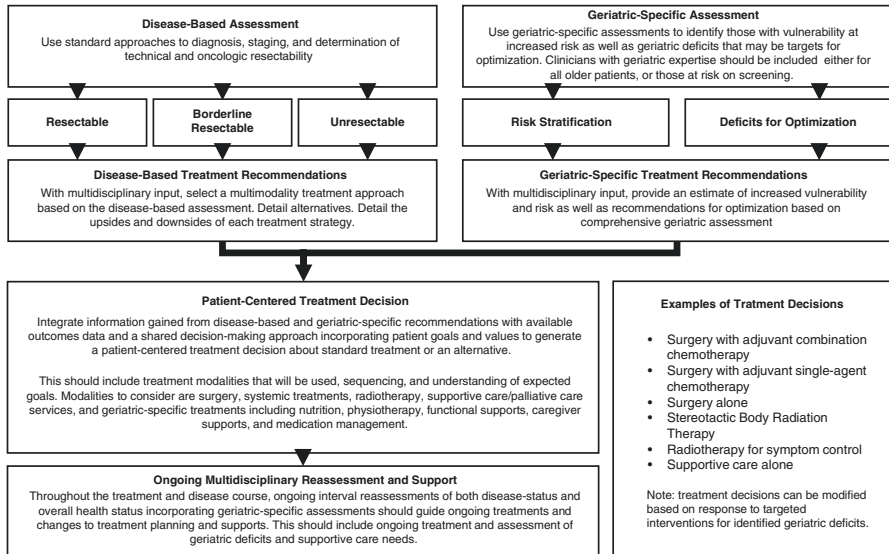 Disease-Based Assessment
Use standard approaches to diagnosis, staging, and determination of
technical and oncologic resectability
Geriatric-Specific Assessment
Use geriatric-specific assessments to identify those with vulnerability at
increased risk as well as geriatric deficits that may be targets for
optimization. Clinicians with geriatric expertise should be included either for
all older patients, or those at risk on screening.
Resectable
Borderline
Resectable
Unresectable
Risk Stratification
Deficits for Optimization
Disease-Based Treatment Recommendations
With multidisciplinary input, select a multimodality treatment approach
based on the disease-based assessment. Detail alternatives. Detail the
upsides and downsides of each treatment strategy.
Geriatric-Specific Treatment Recommendations
With multidisciplinary input, provide an estimate of increased vulnerability
and risk as well as recommendations for optimization based on
comprehensive geriatric assessment
Patient-Centered Treatment Decision
Integrate information gained from disease-based and geriatric-specific recommendations with available
outcomes data and a shared decision-making approach incorporating patient goals and values to generate
a patient-centered treatment decision about standard treatment or an alternative.
This should include treatment modalities that will be used, sequencing, and understanding of expected
goals. Modalities to consider are surgery, systemic treatments, radiotherapy, supportive care/palliative care
services, and geriatric-specific treatments including nutrition, physiotherapy, functional supports, caregiver
supports, and medication management.
Ongoing Multidisciplinary Reassessment and Support
Throughout the treatment and disease course, ongoing interval reassessments of both disease-status and
overall health status incorporating geriatric-specific assessments should guide ongoing treatments and
changes to treatment planning and supports. This should include ongoing treatment and assessment of
geriatric deficits and supportive care needs.
Examples of Tratment Decisions
• Surgery with adjuvant combination
chemotherapy
• Surgery with adjuvant single-agent
chemotherapy
• Surgery alone
• Stereotactic Body Radiation
Therapy
• Radiotherapy for symptom control
• Supportive care alone
Note: treatment decisions can be modified
based on response to targeted
interventions for identified geriatric deficits.